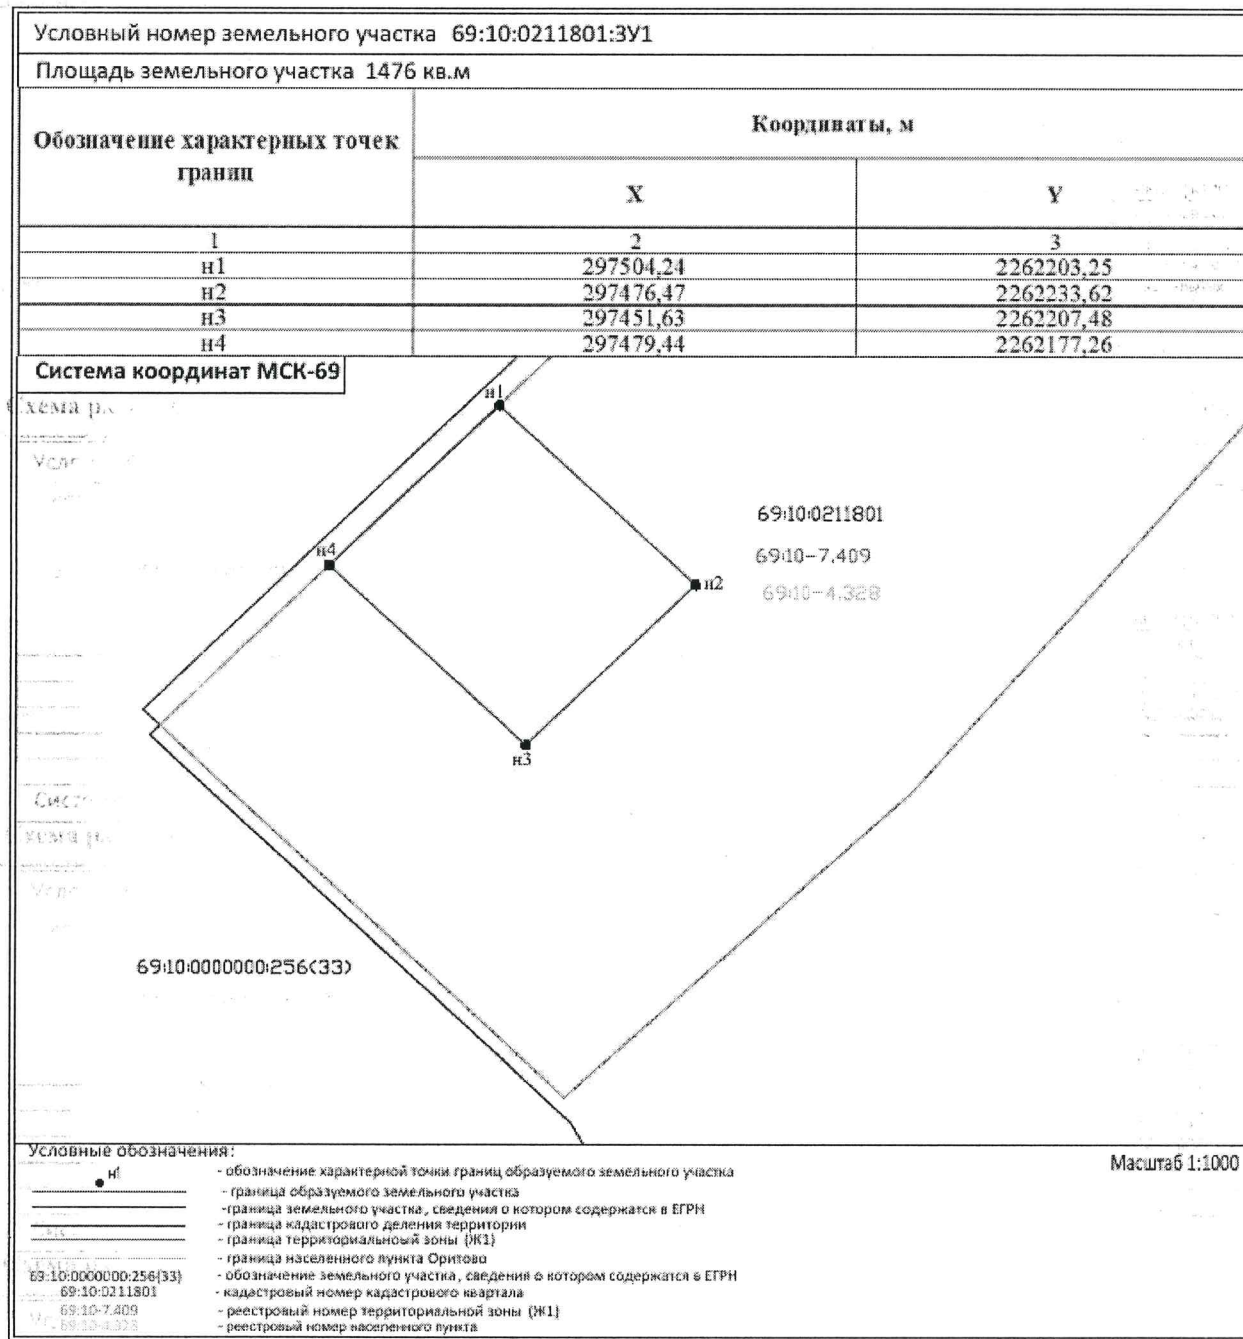 Условный номер земельного участка 69:10:0211801:ЗУ1
Площадь земельного участка 1476 кв.м
Обозначение характерных точек границ
Координаты, м
X
Y
1 2 3
н1 297504,24 2262203,25
н2 297476,47 2262233,62
н3 297451,63 2262207,48
н4 297479,44 2262177,26
Система координат МСК-69
н1
69:10:0211801
н4
69:10-7.409
н2
69:10-4.328
н3
69:10:0000000:256(33)
Условные обозначения:
Масштаб 1:1000
н1 - обозначение характерной точки границ образуемого земельного участка
- граница образуемого земельного участка
-граница земельного участка, сведения о котором содержатся в ЕГРН
- граница кадастрового деления территории
- граница территориальноый зоны (Ж1)
- граница населенного пункта Оритово
69:10:0000000:256(33) - обозначение земельного участка, сведения о котором содержатся в ЕГРН
69:10:0211801 - кадастровый номер кадастрового квартала
69:10-7.409 - реестровый номер территориальной зоны (Ж1)
69:10-4.328 - реестровый номер населенного пункта